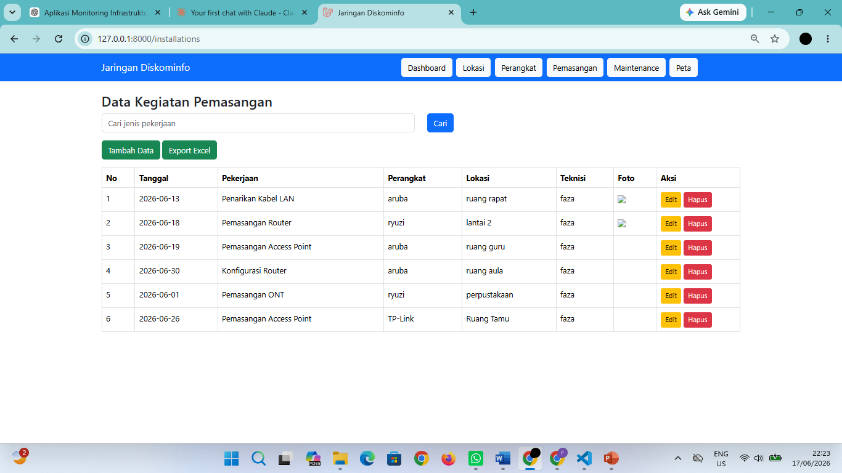 Aplikasi Monitoring Infrastrukt
Your first chat with Claude - Cla
Jaringan Diskominfo
Ask Gemini
127.0.0.1:8000/installations
Jaringan Diskominfo
Dashboard
Lokasi
Perangkat
Pemasangan
Maintenance
Peta
Data Kegiatan Pemasangan
Cari jenis pekerjaan
Cari
Tambah Data
Export Excel
No Tanggal Pekerjaan Perangkat Lokasi Teknisi Foto Aksi
1 2026-06-13 Penarikan Kabel LAN aruba ruang rapat faza Edit Hapus
2 2026-06-18 Pemasangan Router ryuzi lantai 2 faza Edit Hapus
3 2026-06-19 Pemasangan Access Point aruba ruang guru faza Edit Hapus
4 2026-06-30 Konfigurasi Router aruba ruang aula faza Edit Hapus
5 2026-06-01 Pemasangan ONT ryuzi perpustakaan faza Edit Hapus
6 2026-06-26 Pemasangan Access Point TP-Link Ruang Tamu faza Edit Hapus
2
ENG
US
22:23
17/06/2026